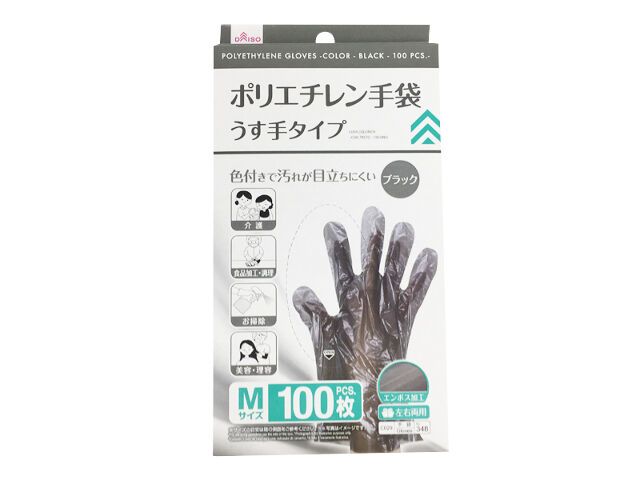 DAISO
POLYETHYLENE GLOVES -COLOR - BLACK - 100 PCS.-
ポリエチレン手袋
うす手タイプ
色付きで汚れが目立ちにくい
ブラック
介護
食品加工・調理
お掃除
美容・理容
エンボス加工
左右両用
Mサイズ
100 PCS. 枚